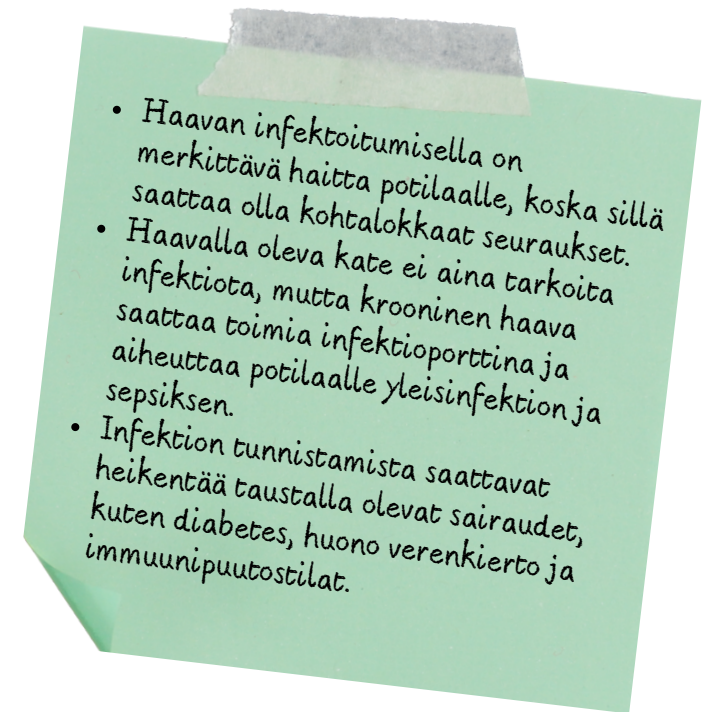 • Haavan infektoitumisella on
merkittävä haitta potilaalle, koska sillä
saattaa olla kohtalokkaat seuraukset.
• Haavalla oleva kate ei aina tarkoita
infektiota, mutta krooninen haava
saattaa toimia infektioporttina ja
aiheuttaa potilaalle yleisinfektion ja
sepsiksen.
• Infektion tunnistamista saattavat
heikentää taustalla olevat sairaudet,
kuten diabetes, huono verenkierto ja
immuunipuutostilat.